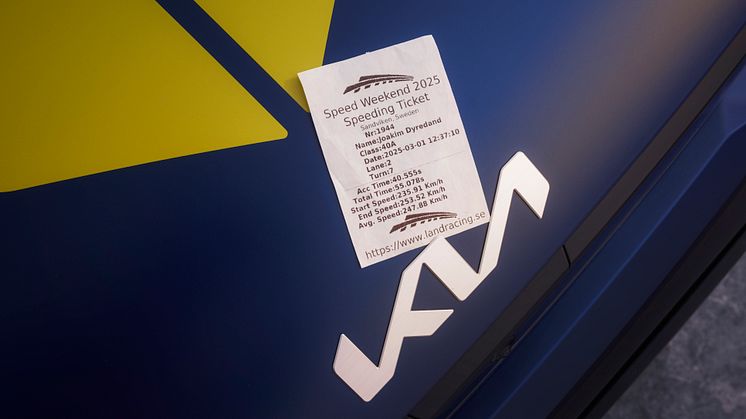 Speed Weekend 2025
Speeding Ticket
Sandviken, Sweden
Nr:1944
Name:Joakim Dyredand
Class:40A
Date:2025-03-01 12:37:10
Lane:2
Turn:7
Acc Time:40.555s
Total Time:55.078s
Start Speed:235.91 Km/h
End Speed:253.52 Km/h
Avg. Speed:247.88 Km/h
https://www.landracing.se
KIA